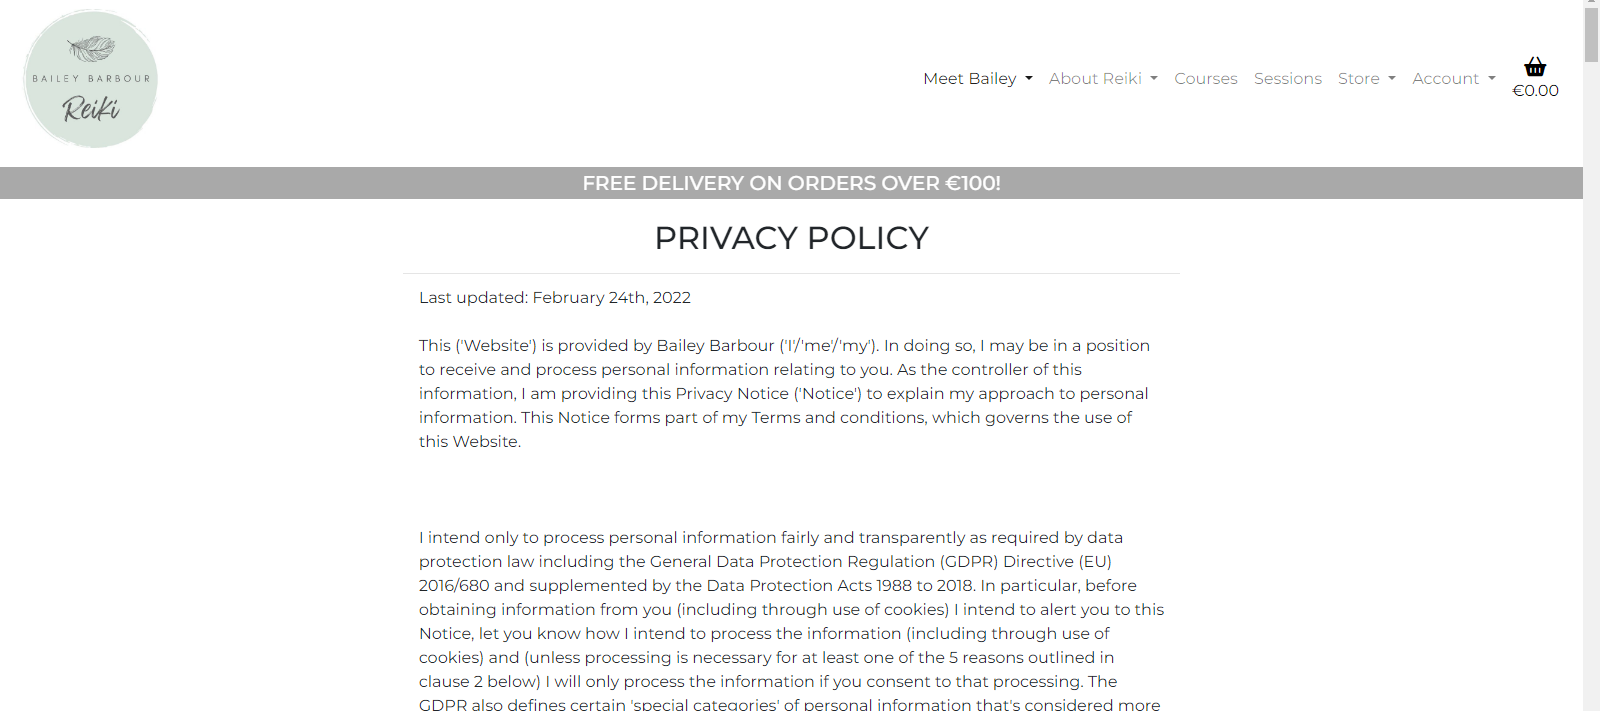 BAILEY BARBOUR
Reiki
Meet Bailey About Reiki Courses Sessions Store Account
€0.00
FREE DELIVERY ON ORDERS OVER €100!
PRIVACY POLICY
Last updated: February 24th, 2022
This ('Website') is provided by Bailey Barbour ('I'/'me'/'my'). In doing so, I may be in a position
to receive and process personal information relating to you. As the controller of this
information, I am providing this Privacy Notice ('Notice') to explain my approach to personal
information. This Notice forms part of my Terms and conditions, which governs the use of
this Website.
I intend only to process personal information fairly and transparently as required by data
protection law including the General Data Protection Regulation (GDPR) Directive (EU)
2016/680 and supplemented by the Data Protection Acts 1988 to 2018. In particular, before
obtaining information from you (including through use of cookies) I intend to alert you to this
Notice, let you know how I intend to process the information (including through use of
cookies) and (unless processing is necessary for at least one of the 5 reasons outlined in
clause 2 below) I will only process the information if you consent to that processing. The
GDPR also defines certain 'special categories' of personal information that's considered more